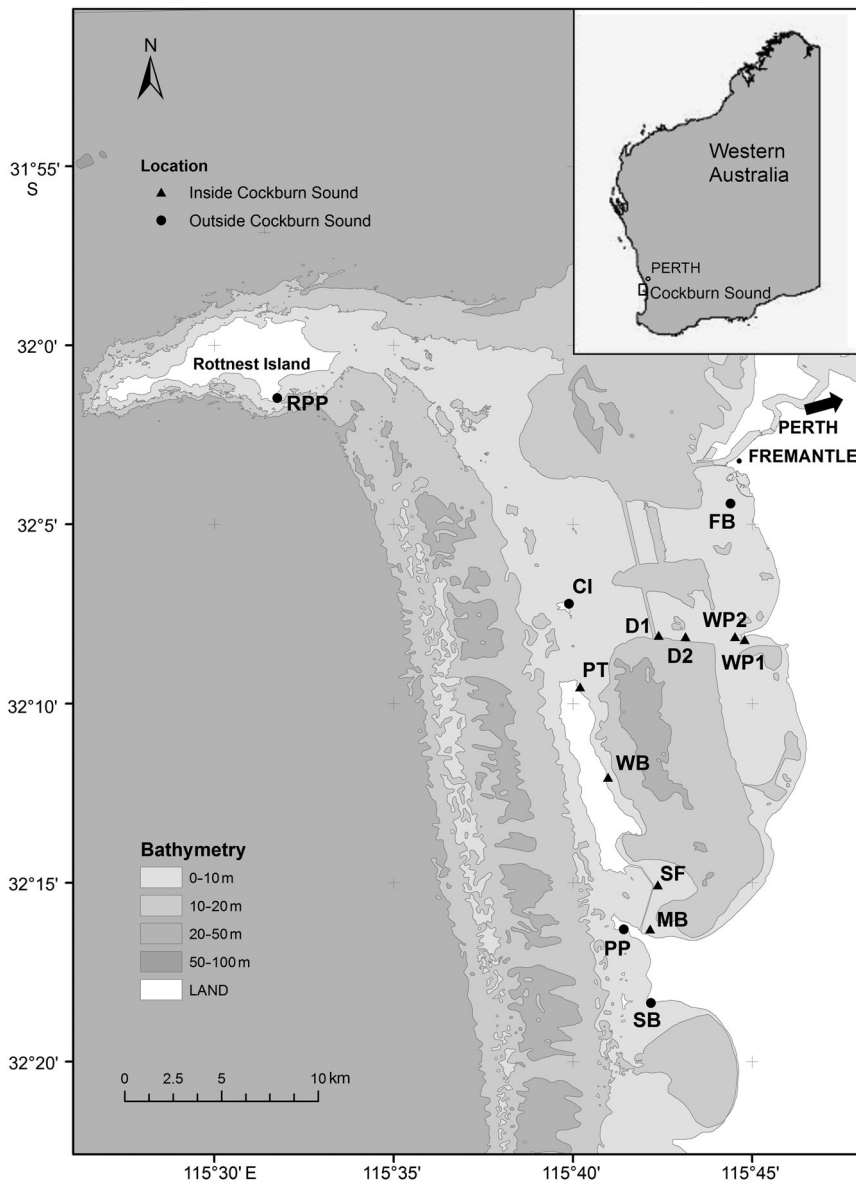 N
Location
Inside Cockburn Sound
Outside Cockburn Sound
Western
Australia
PERTH
Cockburn Sound
31°55'
S
32°0'
32°5'
32°10'
32°15'
32°20'
Rottnest Island
RPP
PERTH
FREMANTLE
FB
CI
D1
D2
WP2
WP1
PT
WB
SF
MB
PP
SB
Bathymetry
0-10 m
10-20 m
20-50 m
50-100 m
LAND
0 2.5 5 10 km
115°30' E
115°35'
115°40'
115°45'